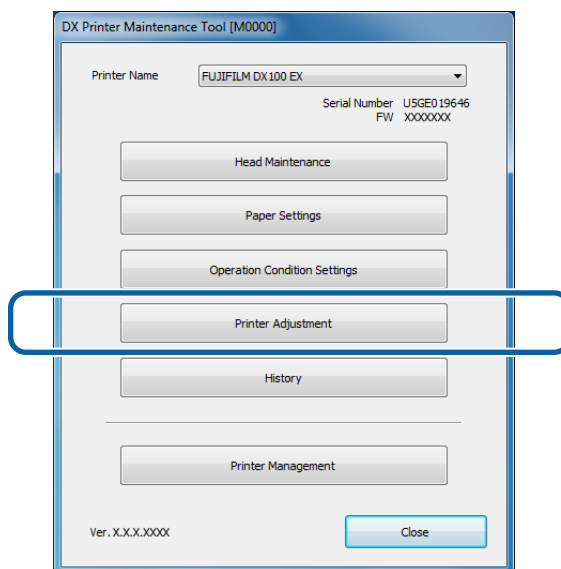 DX Printer Maintenance Tool [M0000]
Printer Name FUJIFILM DX100 EX
Serial Number U5GE019646
FW XXXXXXX
Head Maintenance
Paper Settings
Operation Condition Settings
Printer Adjustment
History
Printer Management
Ver. X.X.X.XXXX Close